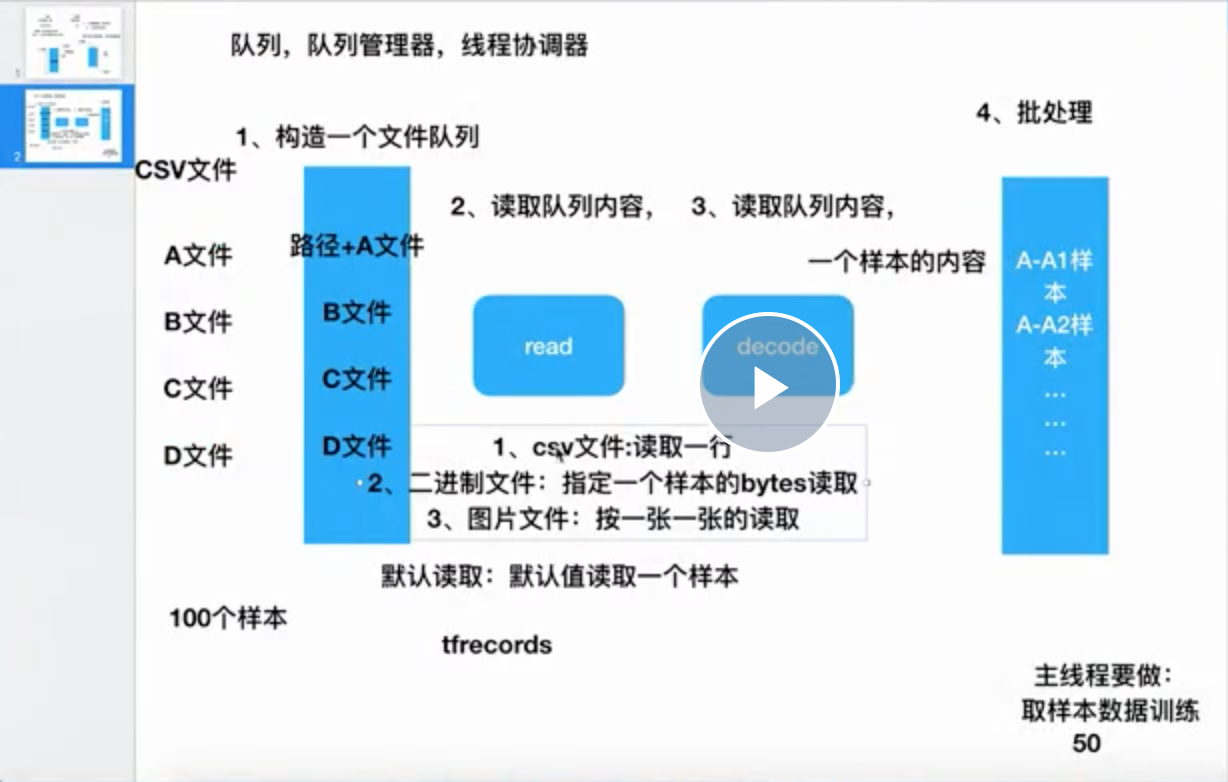 队列，队列管理器，线程协调器
4、批处理
1、构造一个文件队列
CSV文件
2、读取队列内容，
3、读取队列内容，
一个样本的内容
A文件
B文件
C文件
D文件
路径+A文件
B文件
C文件
D文件
read
decode
A-A1样
本
A-A2样
本
...
...
...
1、csv文件:读取一行
2、二进制文件：指定一个样本的bytes读取
3、图片文件：按一张一张的读取
默认读取：默认值读取一个样本
100个样本
tfrecords
主线程要做：
取样本数据训练
50
1
2